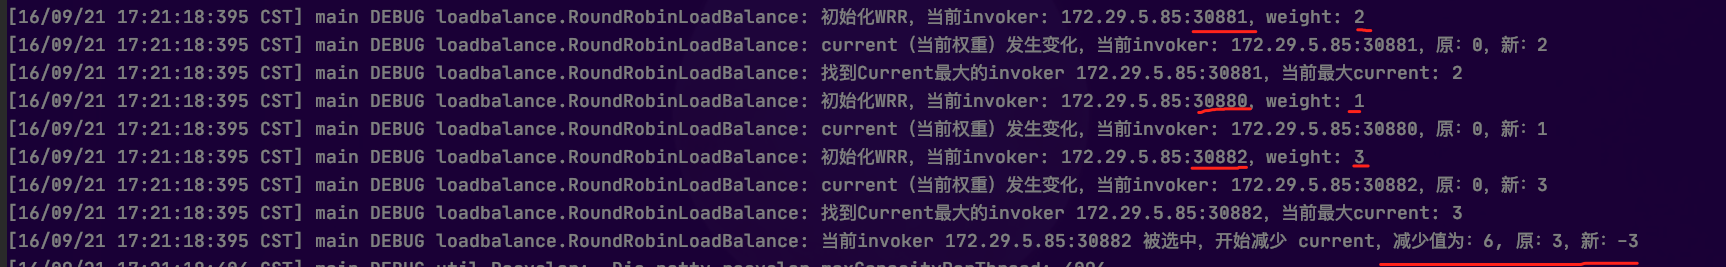 [16/09/21 17:21:18:395 CST] main DEBUG loadbalance.RoundRobinLoadBalance: 初始化WRR, 当前invoker: 172.29.5.85:30881, weight: 2
[16/09/21 17:21:18:395 CST] main DEBUG loadbalance.RoundRobinLoadBalance: current（当前权重）发生变化, 当前invoker: 172.29.5.85:30881, 原: 0, 新: 2
[16/09/21 17:21:18:395 CST] main DEBUG loadbalance.RoundRobinLoadBalance: 找到Current最大的invoker 172.29.5.85:30881, 当前最大current: 2
[16/09/21 17:21:18:395 CST] main DEBUG loadbalance.RoundRobinLoadBalance: 初始化WRR, 当前invoker: 172.29.5.85:30880, weight: 1
[16/09/21 17:21:18:395 CST] main DEBUG loadbalance.RoundRobinLoadBalance: current（当前权重）发生变化, 当前invoker: 172.29.5.85:30880, 原: 0, 新: 1
[16/09/21 17:21:18:395 CST] main DEBUG loadbalance.RoundRobinLoadBalance: 初始化WRR, 当前invoker: 172.29.5.85:30882, weight: 3
[16/09/21 17:21:18:395 CST] main DEBUG loadbalance.RoundRobinLoadBalance: current（当前权重）发生变化, 当前invoker: 172.29.5.85:30882, 原: 0, 新: 3
[16/09/21 17:21:18:395 CST] main DEBUG loadbalance.RoundRobinLoadBalance: 找到Current最大的invoker 172.29.5.85:30882, 当前最大current: 3
[16/09/21 17:21:18:395 CST] main DEBUG loadbalance.RoundRobinLoadBalance: 当前invoker 172.29.5.85:30882 被选中, 开始减少 current, 减少值为: 6, 原: 3, 新: -3